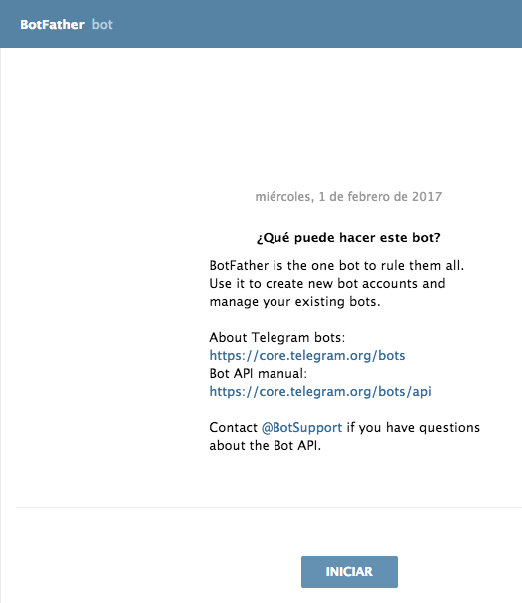 BotFather bot
miércoles, 1 de febrero de 2017
¿Qué puede hacer este bot?
BotFather is the one bot to rule them all.
Use it to create new bot accounts and
manage your existing bots.
About Telegram bots:
https://core.telegram.org/bots
Bot API manual:
https://core.telegram.org/bots/api
Contact @BotSupport if you have questions
about the Bot API.
INICIAR